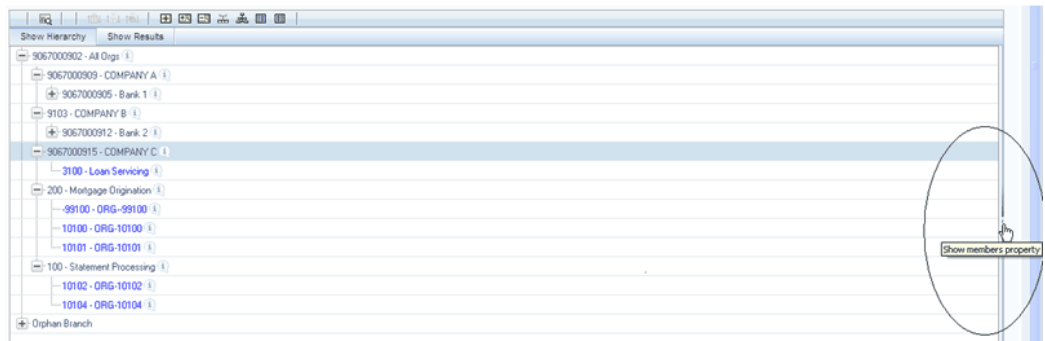 Show Hierarchy Show Results
9067000902 - All Orgs
9067000909 - COMPANY A
9067000905 - Bank 1
9103 - COMPANY B
9067000912 - Bank 2
9067000915 - COMPANY C
3100 - Loan Servicing
200 - Mortgage Origination
-99100 - ORG--99100
10100 - ORG-10100
10101 - ORG-10101
Show members property
100 - Statement Processing
10102 - ORG-10102
10104 - ORG-10104
Orphan Branch